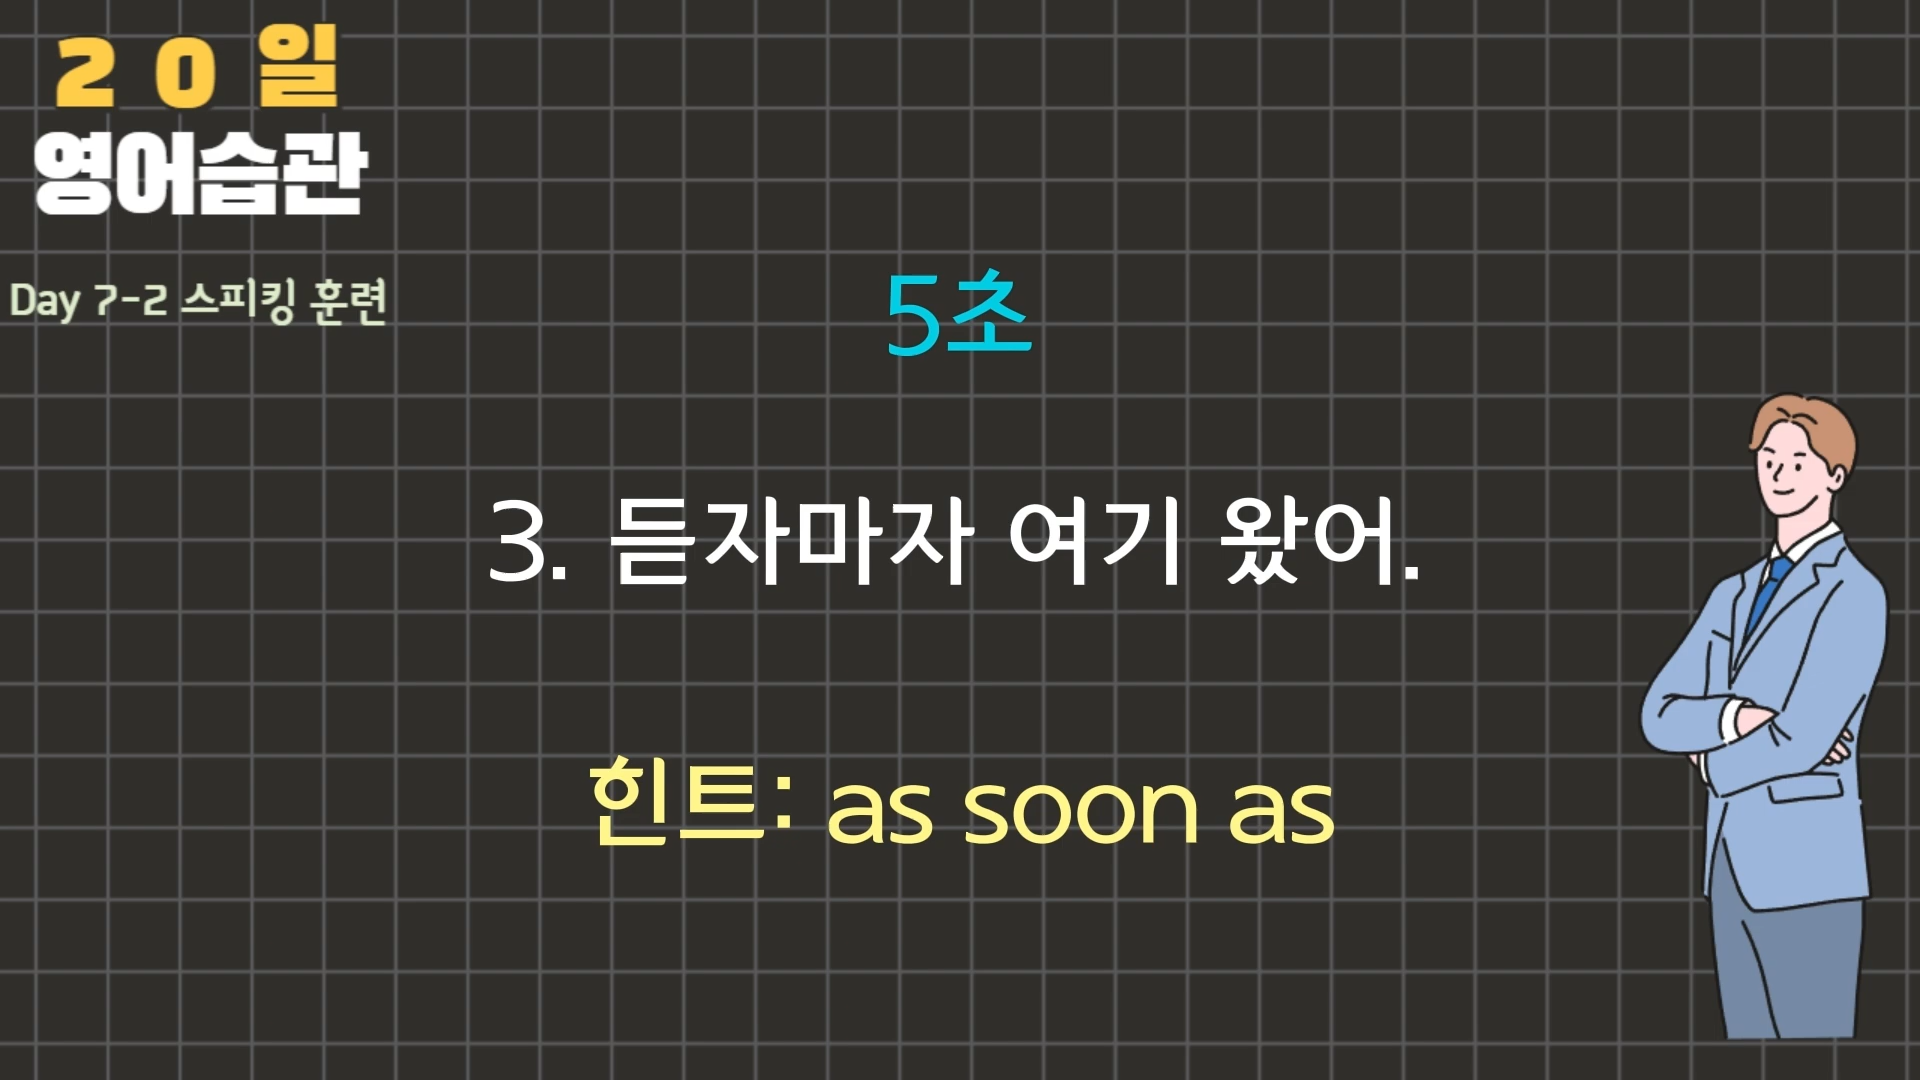 20일
영어습관
Day 7-2 스피킹 훈련
5초
3. 듣자마자 여기 왔어.
힌트: as soon as